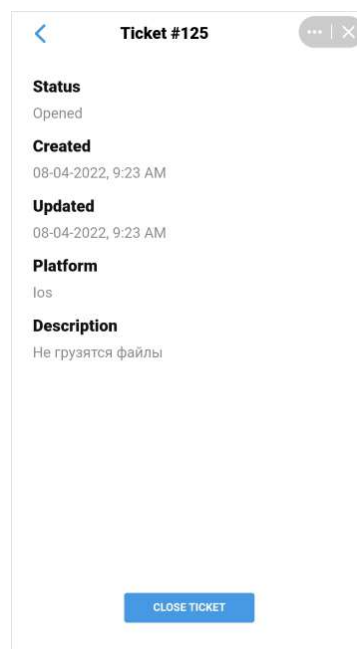 Ticket #125
Status
Opened
Created
08-04-2022, 9:23 AM
Updated
08-04-2022, 9:23 AM
Platform
Ios
Description
Не грузятся файлы
CLOSE TICKET